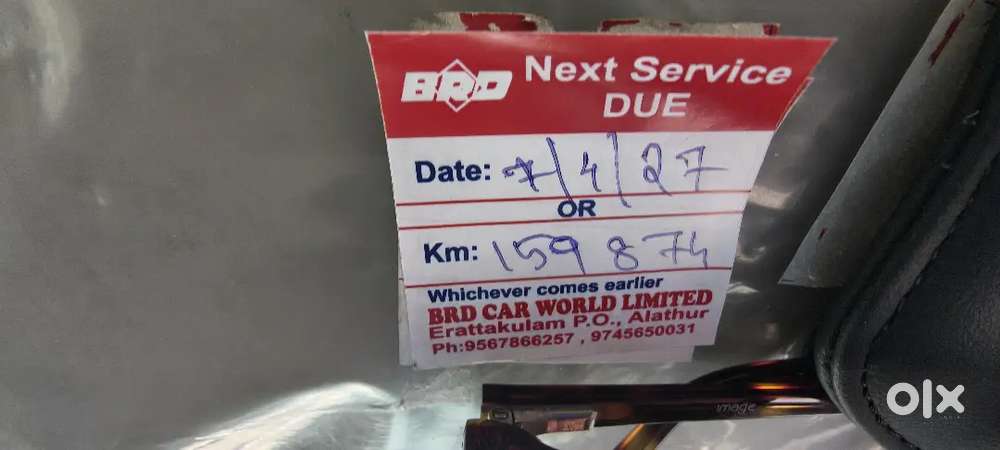 BRD Next Service
DUE
Date: 7/4/27
OR
Km: 159874
Whichever comes earlier
BRD CAR WORLD LIMITED
Erattakulam P.O., Alathur
Ph:9567866257 , 9745650031
image
olx